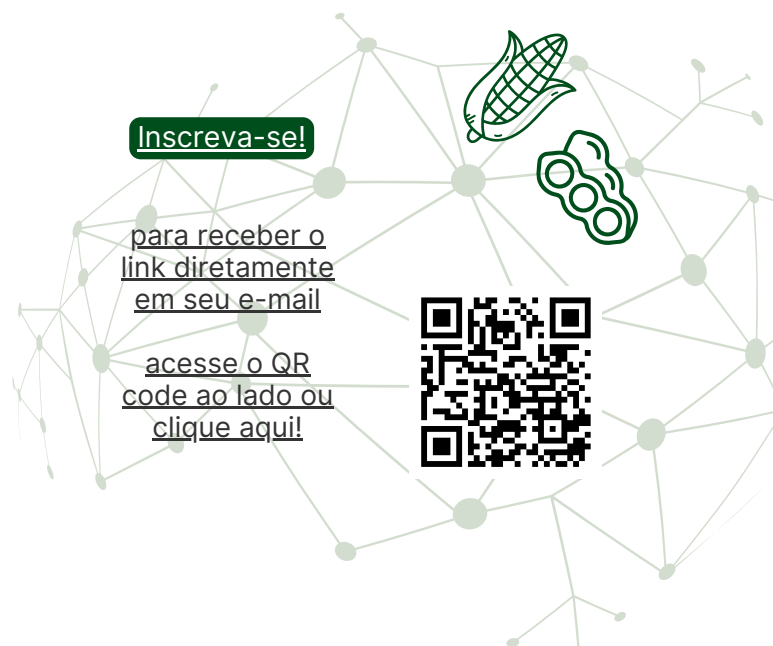 Inscreva-se!
para receber o
link diretamente
em seu e-mail
acesse o QR
code ao lado ou
clique aqui!